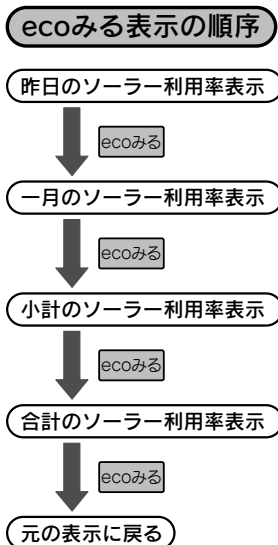 ecoみる表示の順序
昨日のソーラー利用率表示
ecoみる
一月のソーラー利用率表示
ecoみる
小計のソーラー利用率表示
ecoみる
合計のソーラー利用率表示
ecoみる
元の表示に戻る